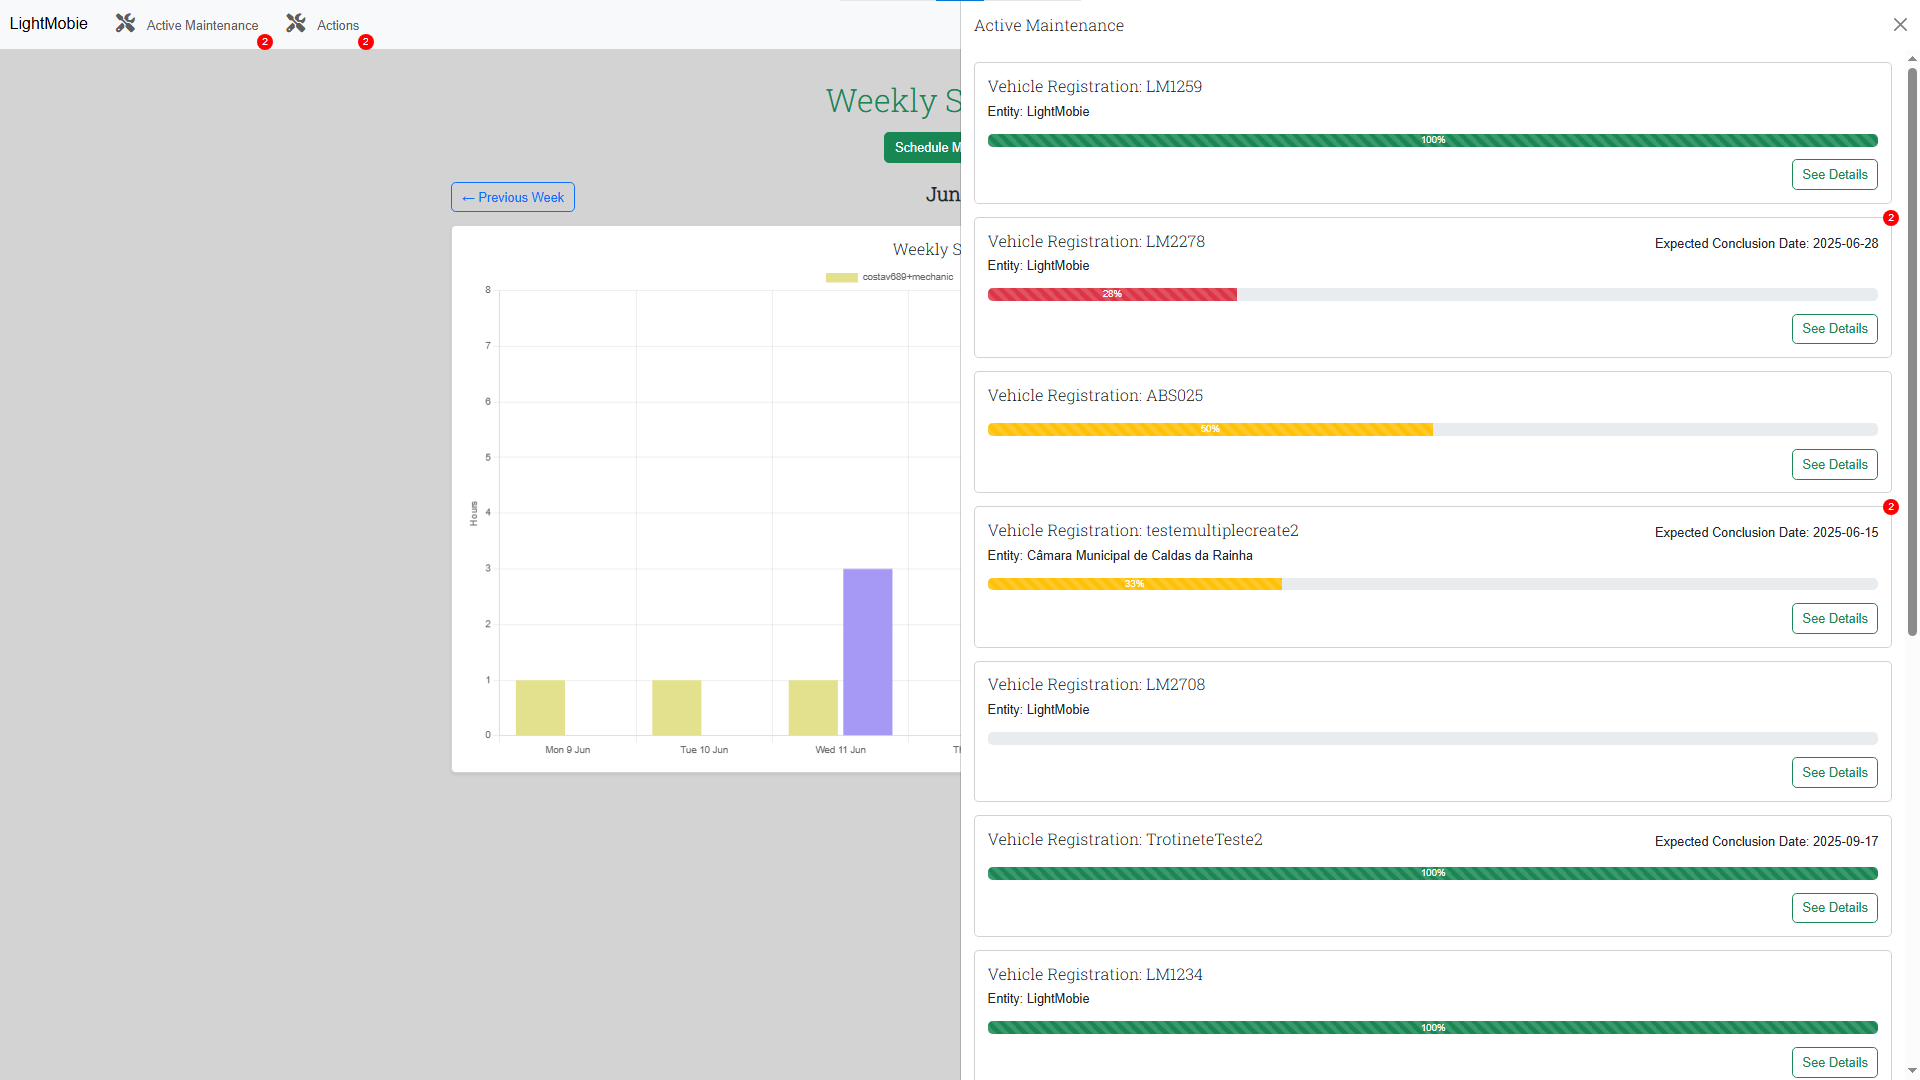 LightMobie
Active Maintenance
2
Actions
2
Weekly S
Schedule M
← Previous Week
Jun
Weekly S
costav689+mechanic
8
7
6
5
4
3
2
1
0
Hours
Mon 9 Jun
Tue 10 Jun
Wed 11 Jun
Th
Active Maintenance
Vehicle Registration: LM1259
Entity: LightMobie
100%
See Details
2
Vehicle Registration: LM2278
Expected Conclusion Date: 2025-06-28
Entity: LightMobie
28%
See Details
Vehicle Registration: ABS025
50%
See Details
2
Vehicle Registration: testemultiplecreate2
Expected Conclusion Date: 2025-06-15
Entity: Câmara Municipal de Caldas da Rainha
33%
See Details
Vehicle Registration: LM2708
Entity: LightMobie
See Details
Vehicle Registration: TrotineteTeste2
Expected Conclusion Date: 2025-09-17
100%
See Details
Vehicle Registration: LM1234
Entity: LightMobie
100%
See Details